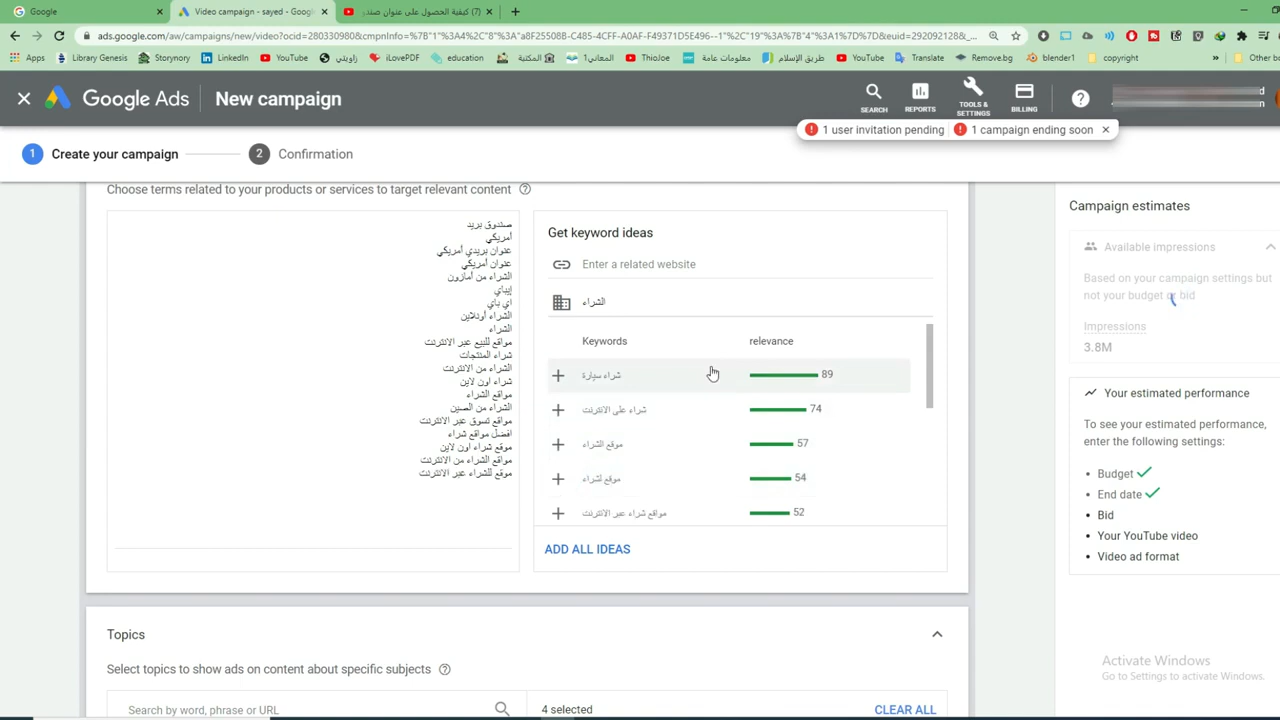 Google
Video campaign - sayed - Goog
(7) كيفية الحصول على عنوان صندو
ads.google.com/aw/campaigns/new/video?ocid=280330980&cmpnInfo=%7B"1"%3A4%2C"8"%3A"a8f25508B-C485-4CFF-A0AF-F49371D5E496--1"%2C"19"%3A%7B"4"%3A1%7D%7D&euid=292092128&_...
Apps
Library Genesis
Storynory
LinkedIn
YouTube
زاويتي
iLovePDF
education
المكتبة
المعاني1
ThioJoe
معلومات عامة
طريق الإسلام
YouTube
Translate
Remove.bg
blender1
copyright
»
Other bo
Google Ads
New campaign
SEARCH
REPORTS
TOOLS & SETTINGS
BILLING
1 user invitation pending
1 campaign ending soon
1 Create your campaign
2 Confirmation
Choose terms related to your products or services to target relevant content
صندوق بريد
أمريكي
عنوان بريدي أمريكي
عنوان أمريكي
الشراء من أمازون
إيباي
اي باي
الشراء أونلاين
الشراء
مواقع للبيع عبر الانترنت
شراء المنتجات
الشراء من الانترنت
شراء اون لاين
مواقع الشراء
الشراء من الصين
مواقع تسوق عبر الانترنت
افضل مواقع شراء
موقع شراء اون لاين
مواقع الشراء من الانترنت
موقع للشراء عبر الانترنت
Get keyword ideas
Enter a related website
الشراء
Keywords
relevance
شراء سيارة 89
شراء على الانترنت 74
موقع الشراء 57
موقع لشراء 54
مواقع شراء عبر الانترنت 52
ADD ALL IDEAS
Topics
Select topics to show ads on content about specific subjects
Search by word, phrase or URL
4 selected
CLEAR ALL
Campaign estimates
Available impressions
Based on your campaign settings but
not your budget or bid
Impressions
3.8M
Your estimated performance
To see your estimated performance,
enter the following settings:
• Budget
• End date
• Bid
• Your YouTube video
• Video ad format
Activate Windows
Go to Settings to activate Windows.